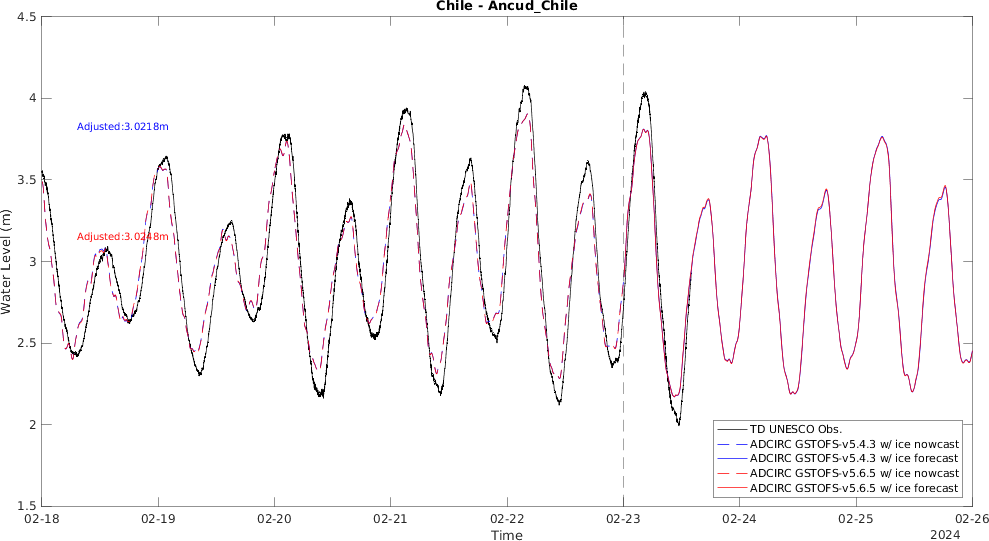 Chile - Ancud_Chile
4.5
4
3.5
3
2.5
2
1.5
Water Level (m)
Adjusted:3.0218m
Adjusted:3.0248m
TD UNESCO Obs.
ADCIRC GSTOFS-v5.4.3 w/ ice nowcast
ADCIRC GSTOFS-v5.4.3 w/ ice forecast
ADCIRC GSTOFS-v5.6.5 w/ ice nowcast
ADCIRC GSTOFS-v5.6.5 w/ ice forecast
02-18 02-19 02-20 02-21 02-22 02-23 02-24 02-25 02-26
Time
2024